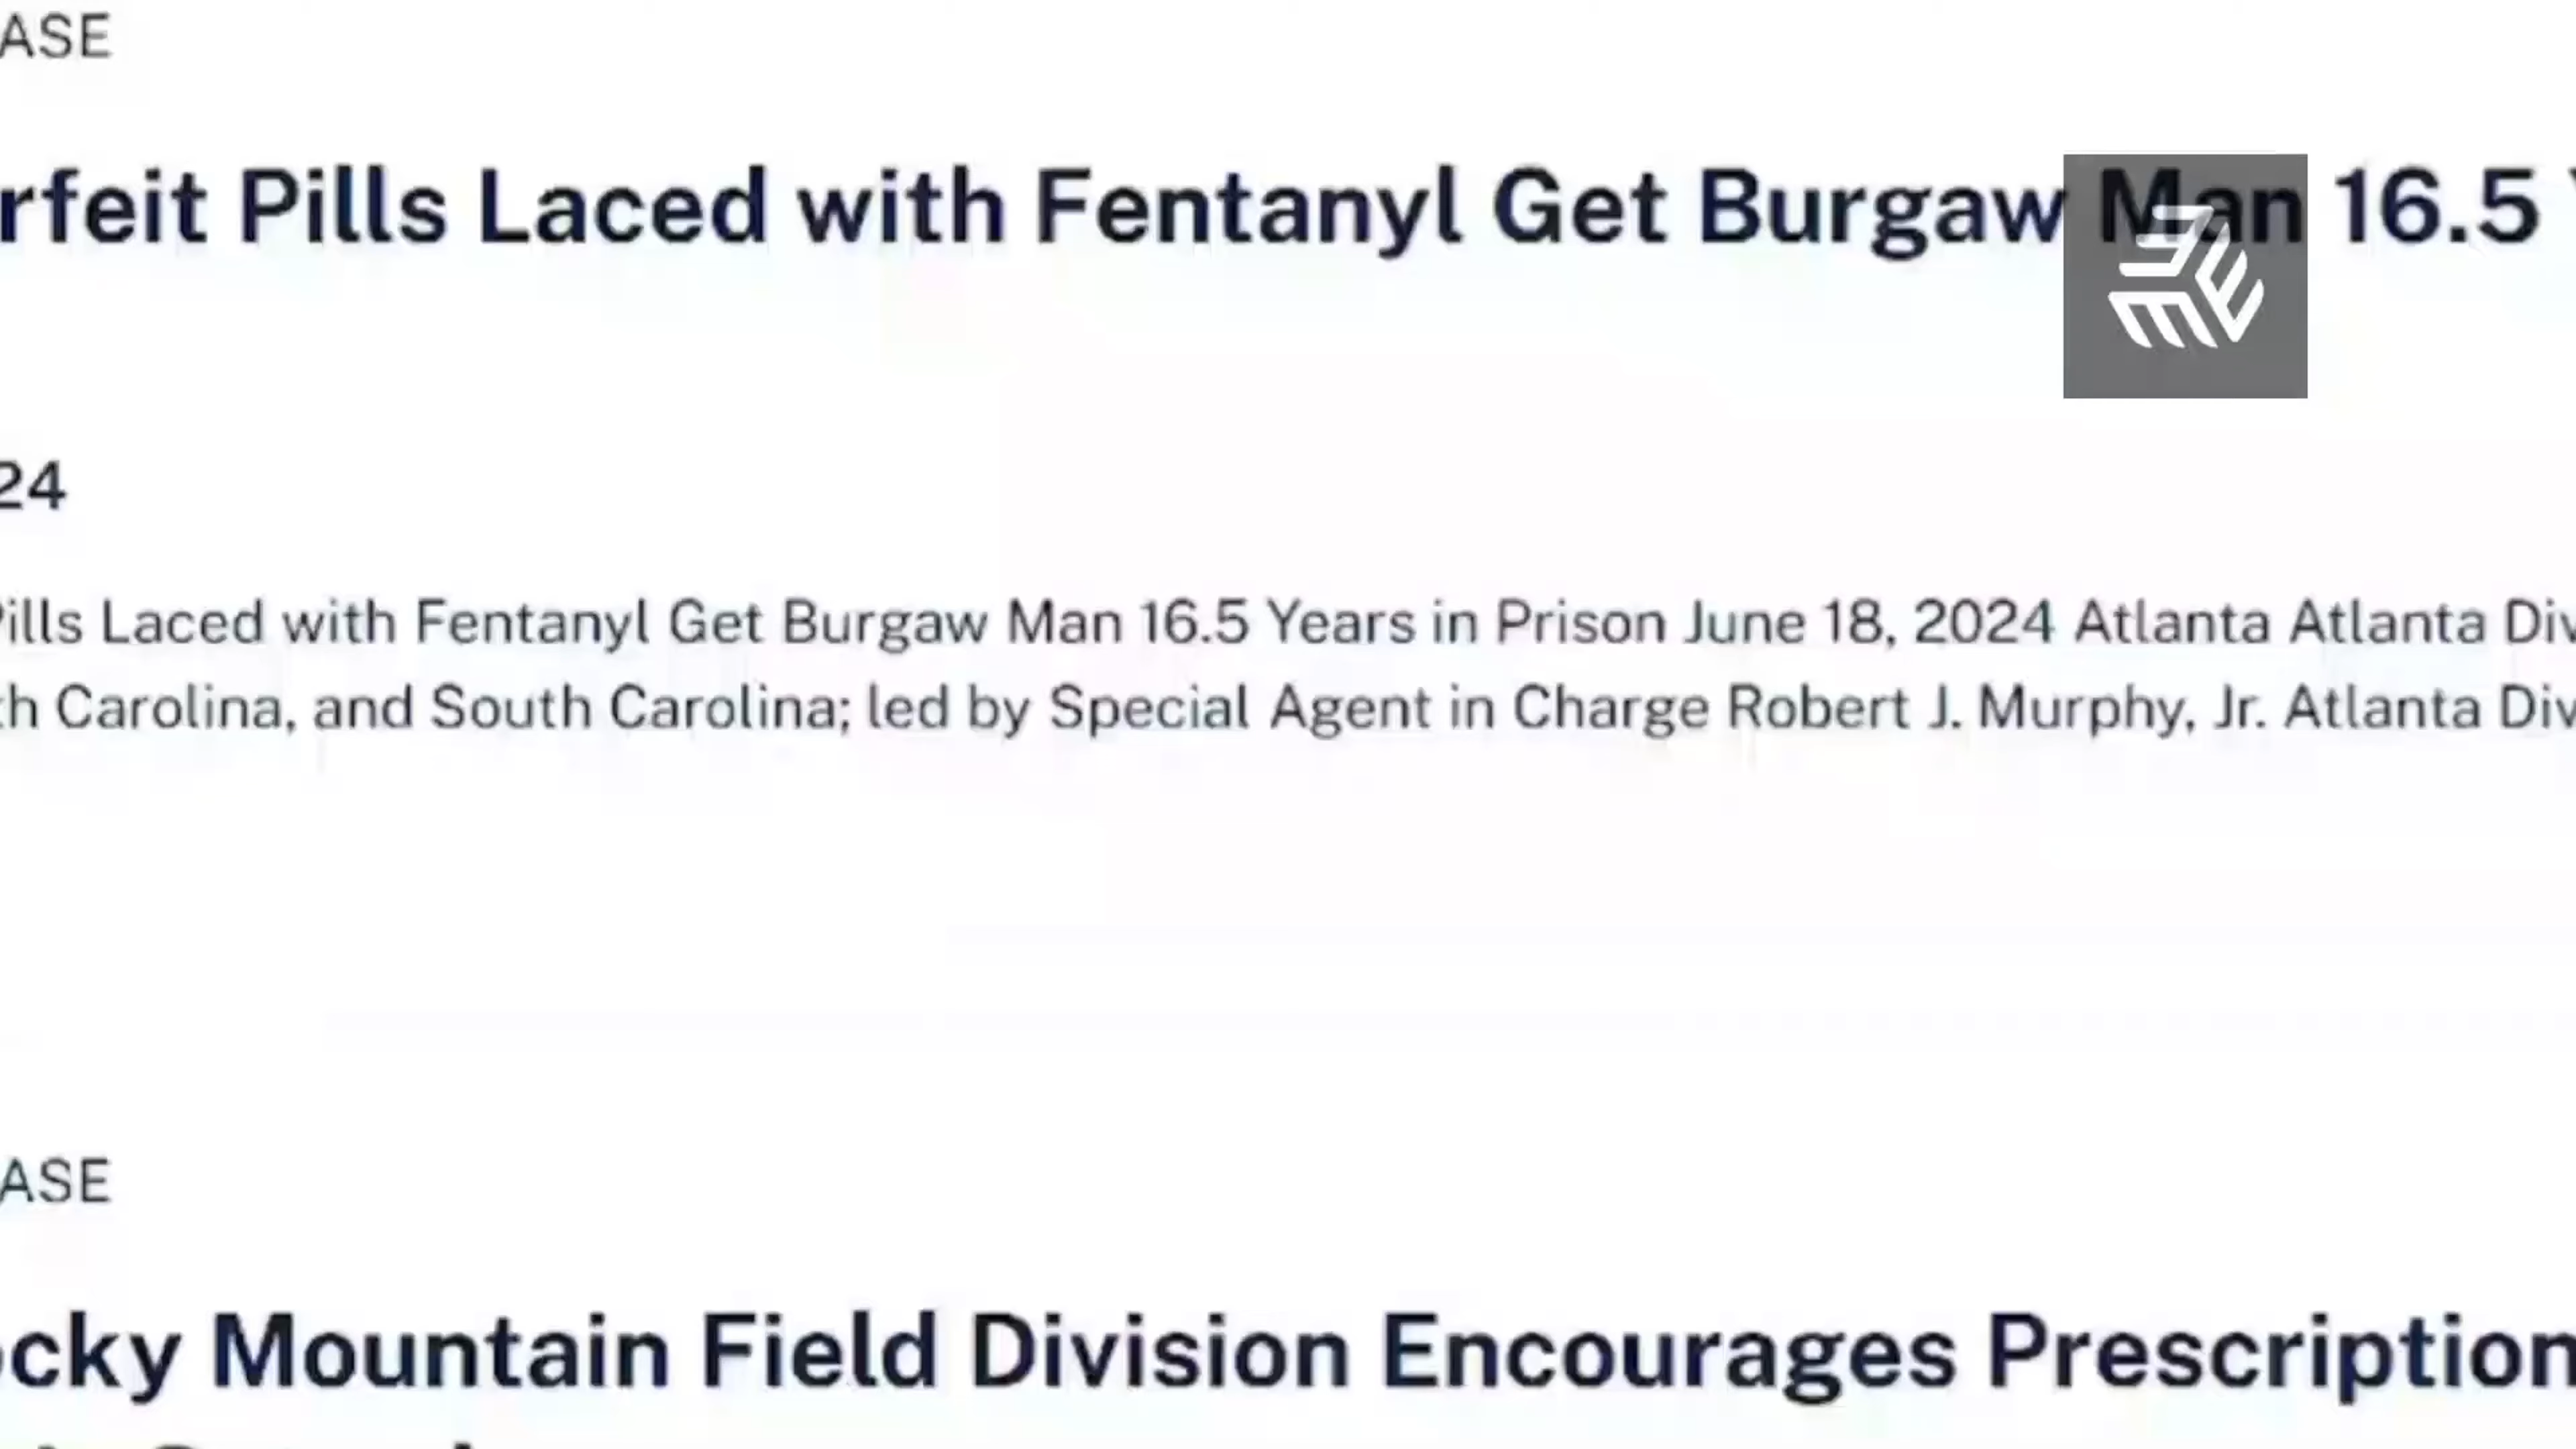 ASE
rfeit Pills Laced with Fentanyl Get Burgaw Man 16.5
24
Pills Laced with Fentanyl Get Burgaw Man 16.5 Years in Prison June 18, 2024 Atlanta Atlanta Div
th Carolina, and South Carolina; led by Special Agent in Charge Robert J. Murphy, Jr. Atlanta Div
ASE
ocky Mountain Field Division Encourages Prescription